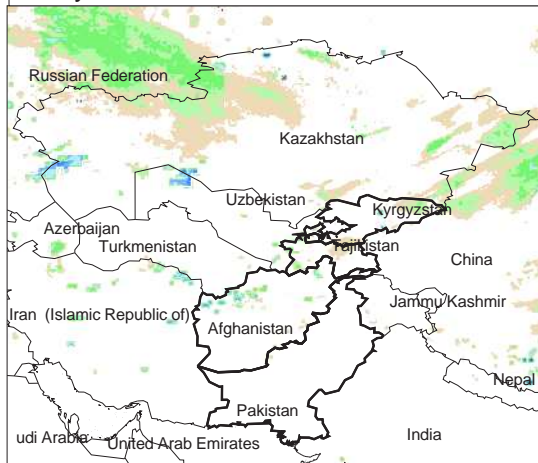 Russian Federation
Kazakhstan
Uzbekistan
Kyrgyzstan
Azerbaijan
Turkmenistan
Tajikistan
China
Jammu Kashmir
Iran (Islamic Republic of)
Afghanistan
Nepal
Pakistan
udi Arabia
United Arab Emirates
India